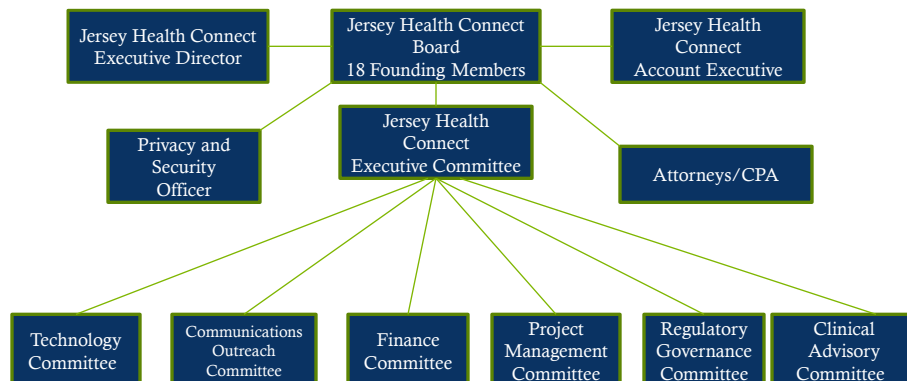 Jersey Health Connect
Executive Director
Jersey Health Connect
Board
18 Founding Members
Jersey Health
Connect
Account Executive
Privacy and
Security
Officer
Jersey Health
Connect
Executive Committee
Attorneys/CPA
Technology
Committee
Communications
Outreach
Committee
Finance
Committee
Project
Management
Committee
Regulatory
Governance
Committee
Clinical
Advisory
Committee